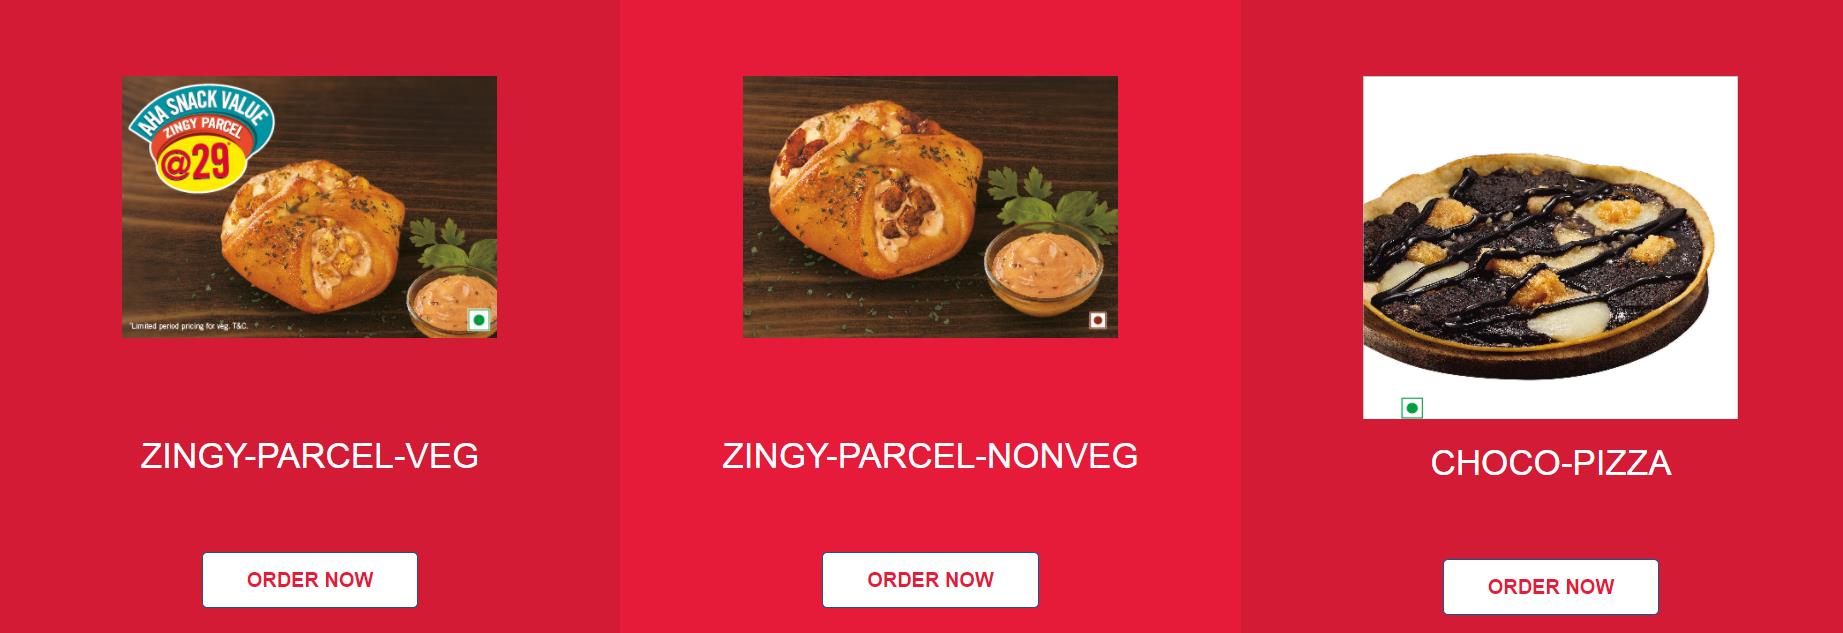 AHA SNACK VALUE
ZINGY PARCEL
@29*
*Limited period pricing for veg. T&C.
ZINGY-PARCEL-VEG
ORDER NOW
ZINGY-PARCEL-NONVEG
ORDER NOW
CHOCO-PIZZA
ORDER NOW